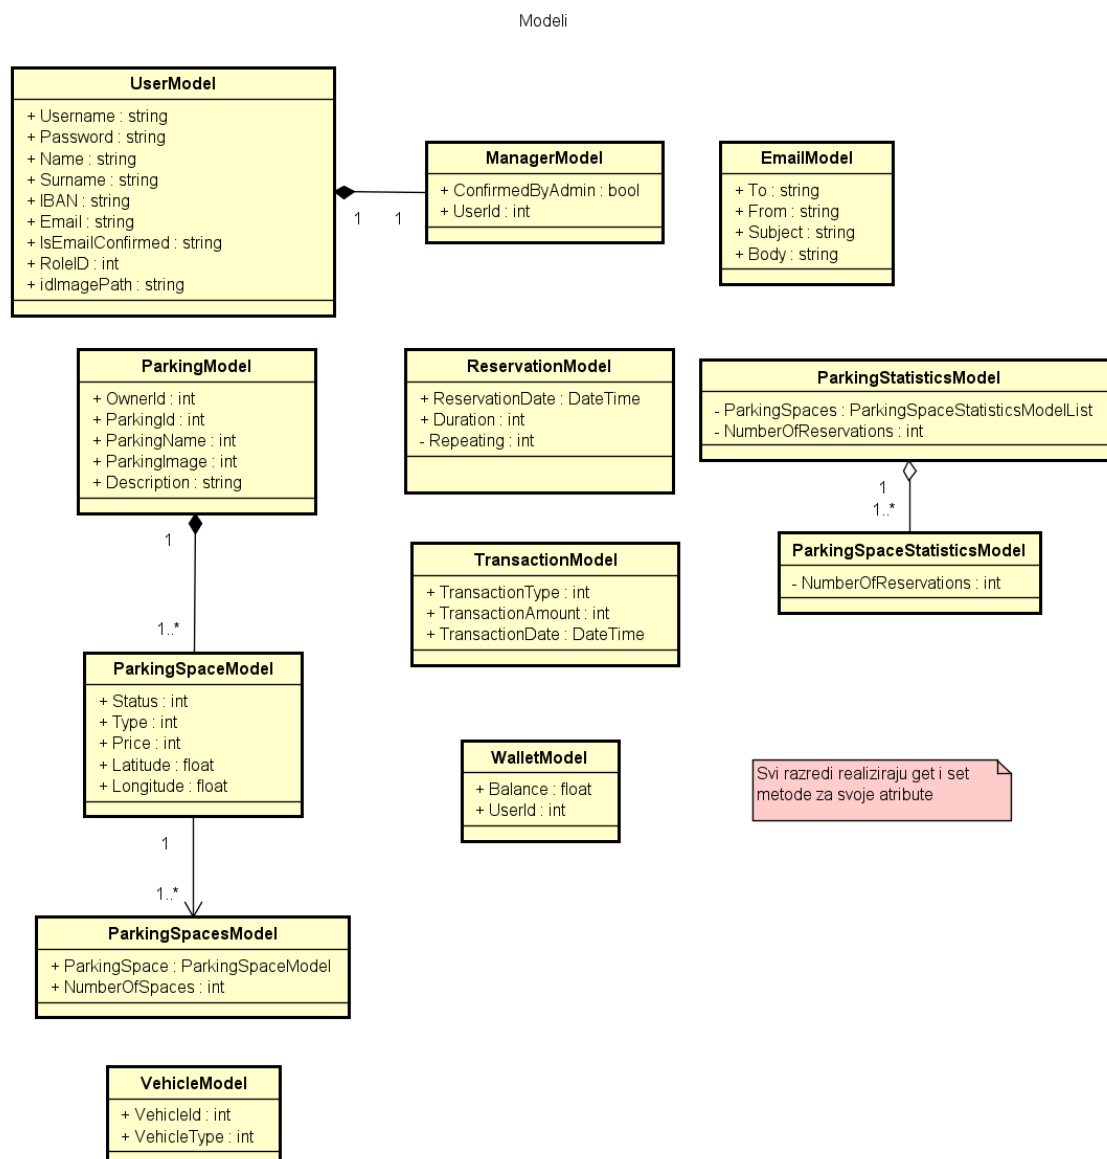 Modeli
UserModel
+ Username : string
+ Password : string
+ Name : string
+ Surname : string
+ IBAN : string
+ Email : string
+ IsEmailConfirmed : string
+ RoleID : int
+ idImagePath : string
1
1
ManagerModel
+ ConfirmedByAdmin : bool
+ UserId : int
EmailModel
+ To : string
+ From : string
+ Subject : string
+ Body : string
ParkingModel
+ OwnerId : int
+ ParkingId : int
+ ParkingName : int
+ ParkingImage : int
+ Description : string
ReservationModel
+ ReservationDate : DateTime
+ Duration : int
- Repeating : int
ParkingStatisticsModel
- ParkingSpaces : ParkingSpaceStatisticsModelList
- NumberOfReservations : int
1
1..*
ParkingSpaceStatisticsModel
- NumberOfReservations : int
TransactionModel
+ TransactionType : int
+ TransactionAmount : int
+ TransactionDate : DateTime
1
1..*
ParkingSpaceModel
+ Status : int
+ Type : int
+ Price : int
+ Latitude : float
+ Longitude : float
WalletModel
+ Balance : float
+ UserId : int
Svi razredi realiziraju get i set
metode za svoje atribute
1
1..*
ParkingSpacesModel
+ ParkingSpace : ParkingSpaceModel
+ NumberOfSpaces : int
VehicleModel
+ VehicleId : int
+ VehicleType : int